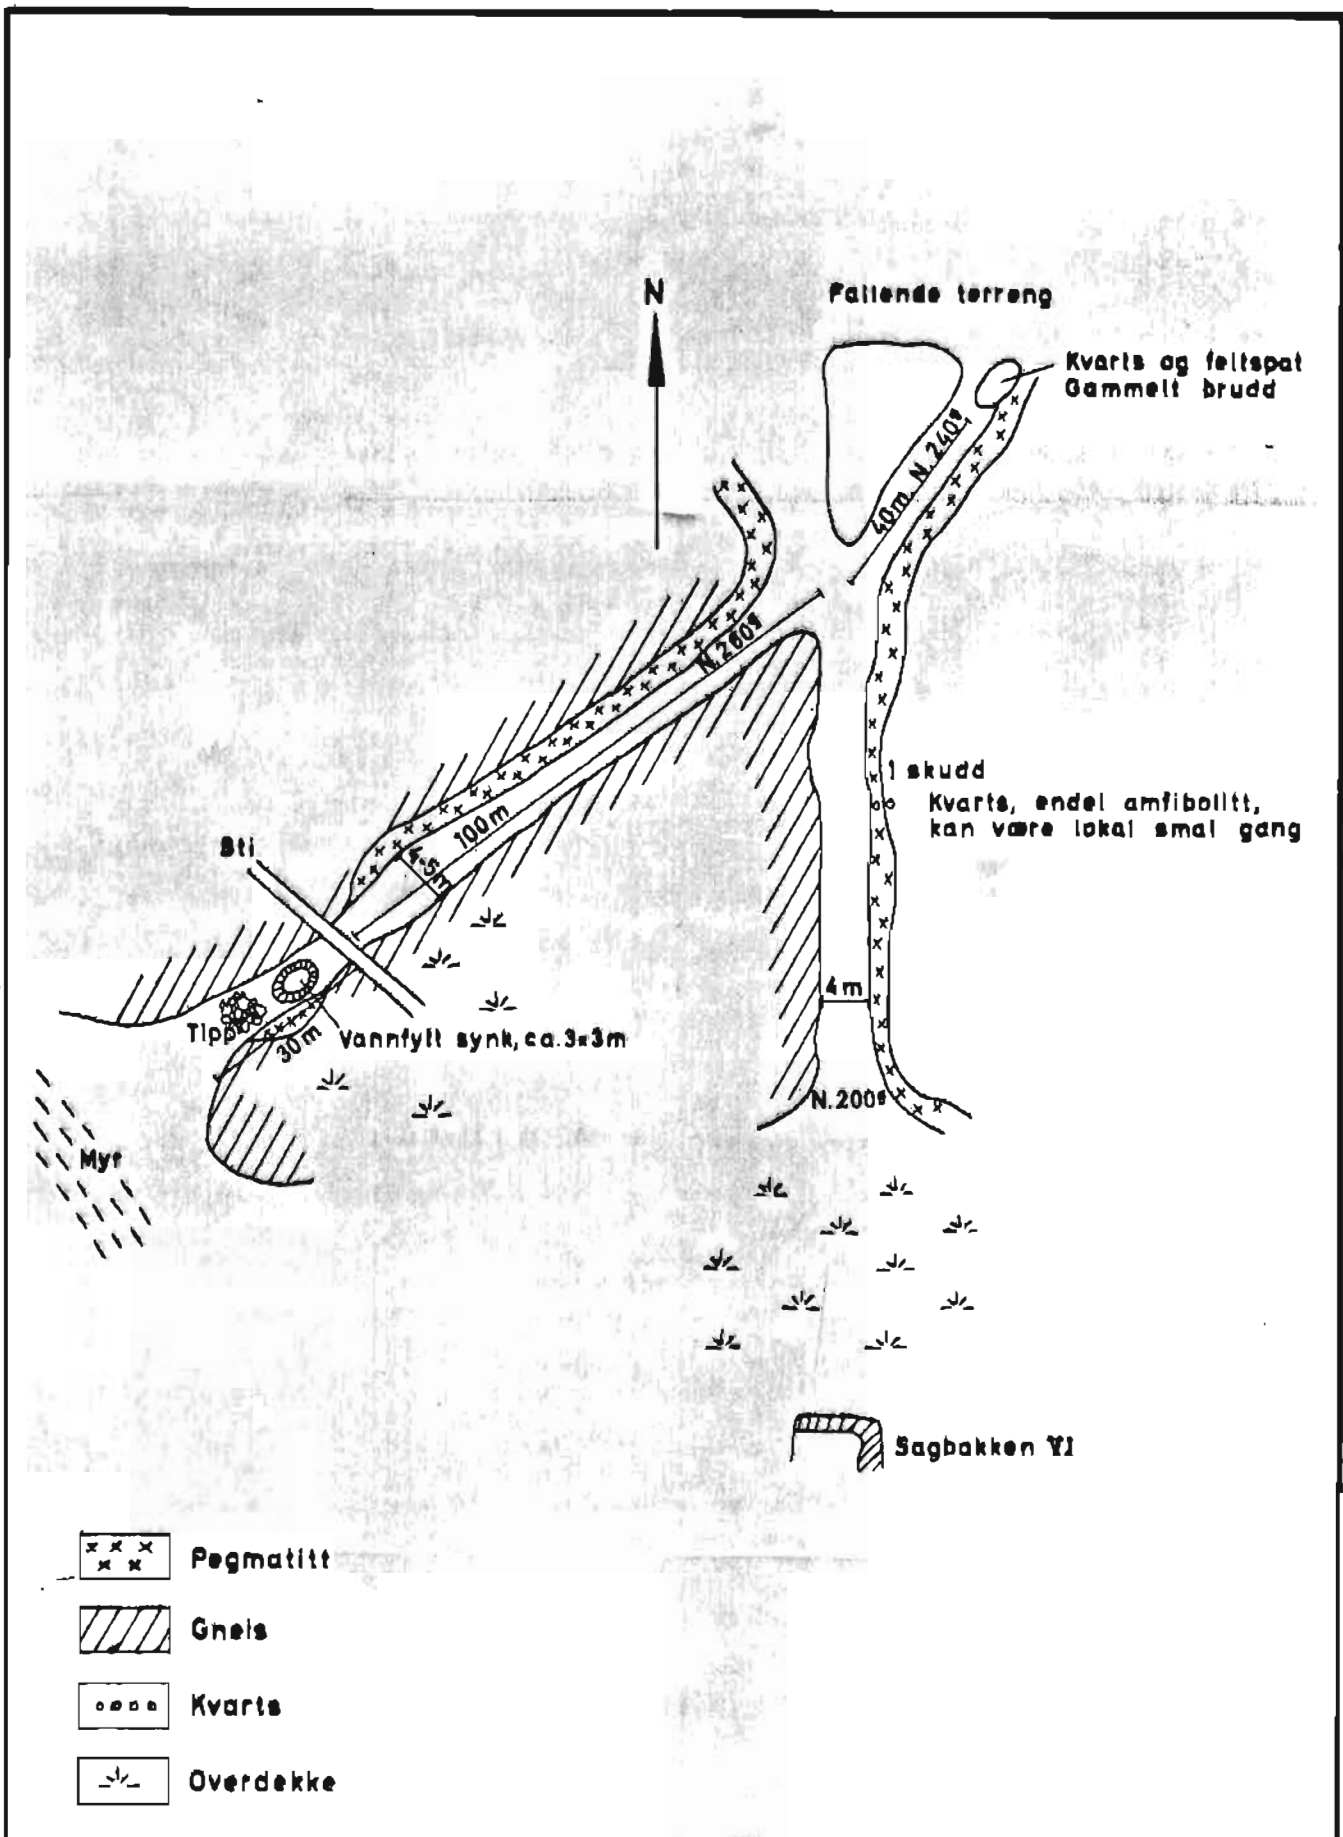 N
Fallende terreng
Kvarts og feltspat
Gammelt brudd
40m, N.240g
N.260g
1 skudd
Kvarts, endel amfibolitt,
kan være lokal smal gang
100m
4-5m
Sti
4m
Tipp
30m
Vannfylt synk, ca. 3x3m
N.200g
Myr
Sagbakken VI
Pegmatitt
Gneis
Kvarts
Overdekke